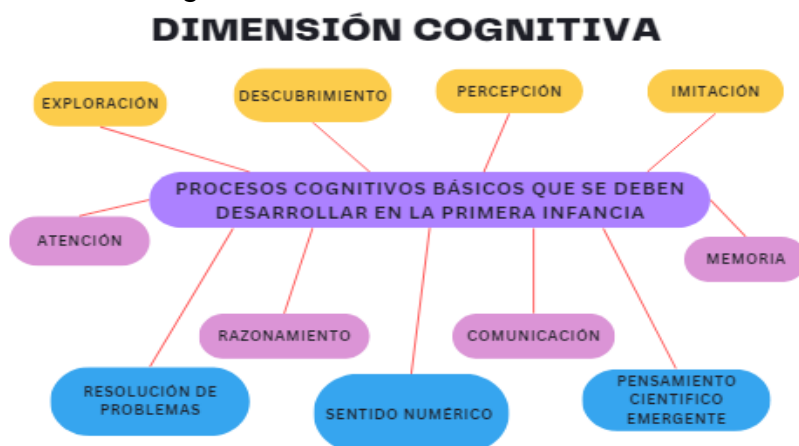 DIMENSIÓN COGNITIVA
EXPLORACIÓN
DESCUBRIMIENTO
PERCEPCIÓN
IMITACIÓN
PROCESOS COGNITIVOS BÁSICOS QUE SE DEBEN
DESARROLLAR EN LA PRIMERA INFANCIA
ATENCIÓN
MEMORIA
RAZONAMIENTO
COMUNICACIÓN
RESOLUCIÓN DE
PROBLEMAS
SENTIDO NUMÉRICO
PENSAMIENTO
CIENTIFICO
EMERGENTE